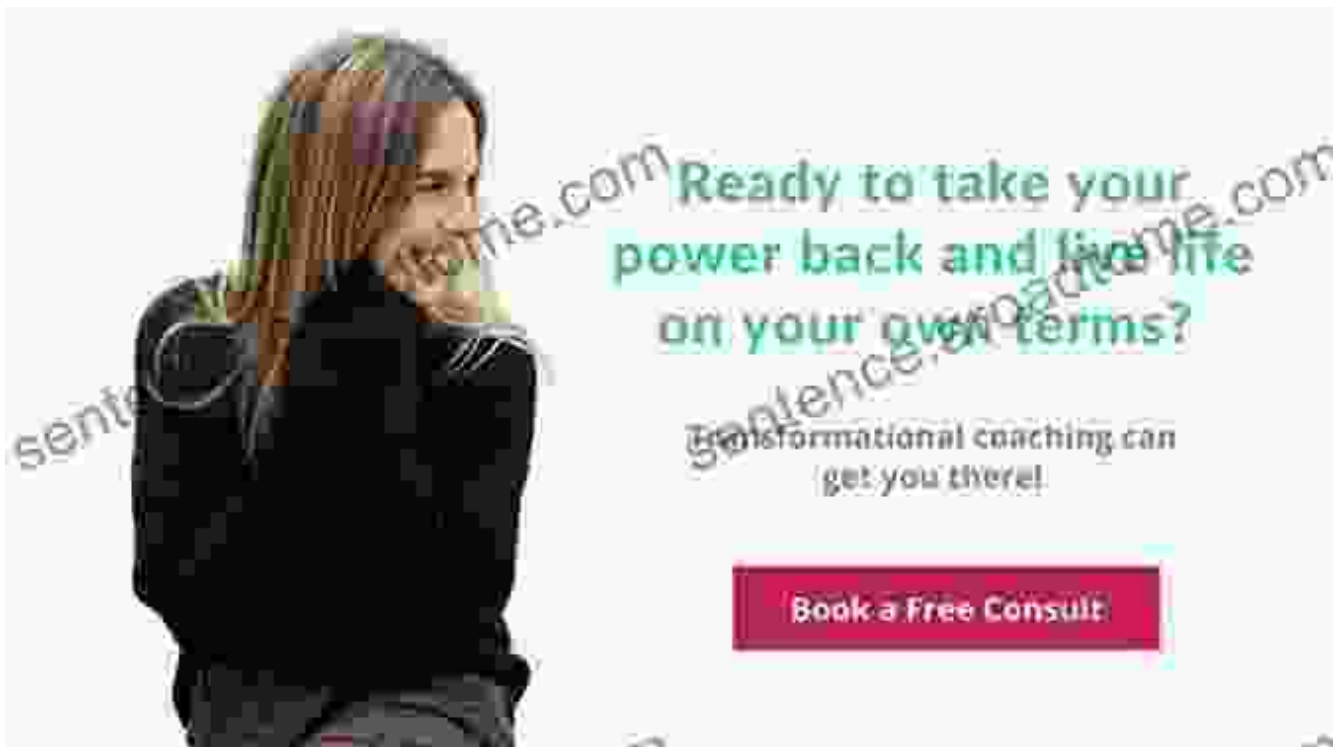 Ready to take your
power back and live life
on your own terms?
Transformational coaching can
get you there!
Book a Free Consult